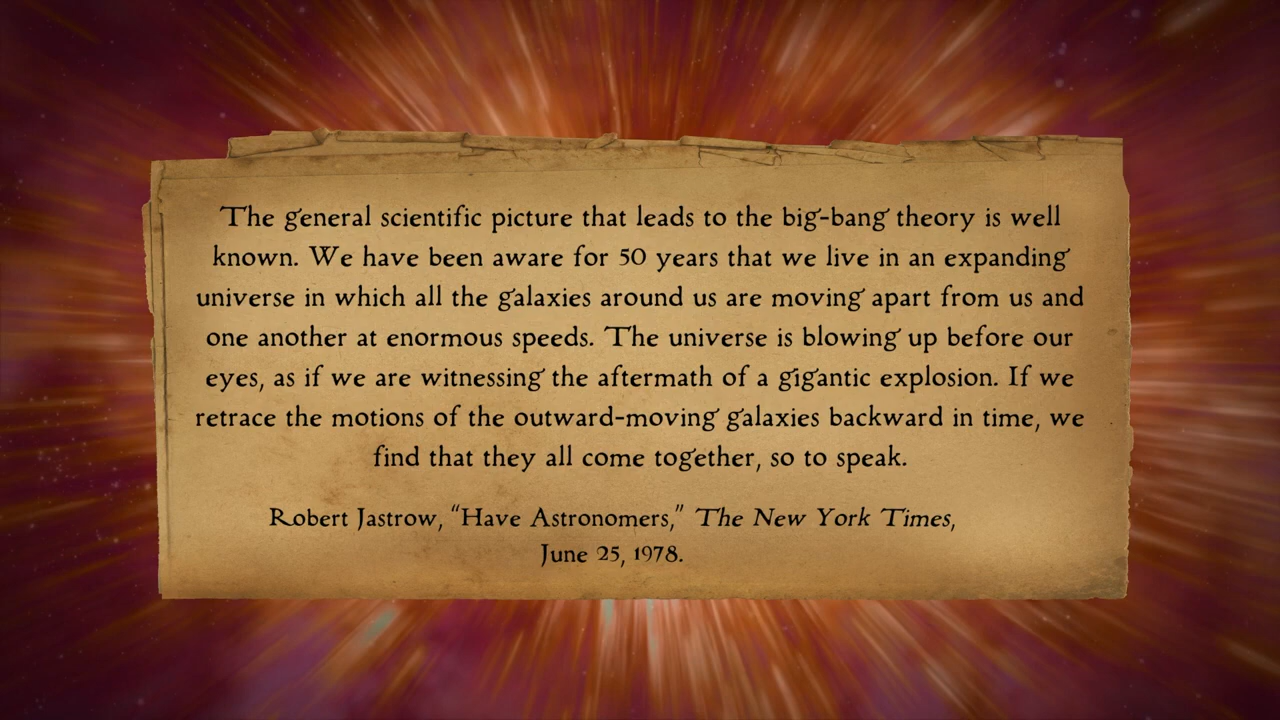 The general scientific picture that leads to the big-bang theory is well
known. We have been aware for 50 years that we live in an expanding
universe in which all the galaxies around us are moving apart from us and
one another at enormous speeds. The universe is blowing up before our
eyes, as if we are witnessing the aftermath of a gigantic explosion. If we
retrace the motions of the outward-moving galaxies backward in time, we
find that they all come together, so to speak.
Robert Jastrow, “Have Astronomers,” The New York Times,
June 25, 1978.